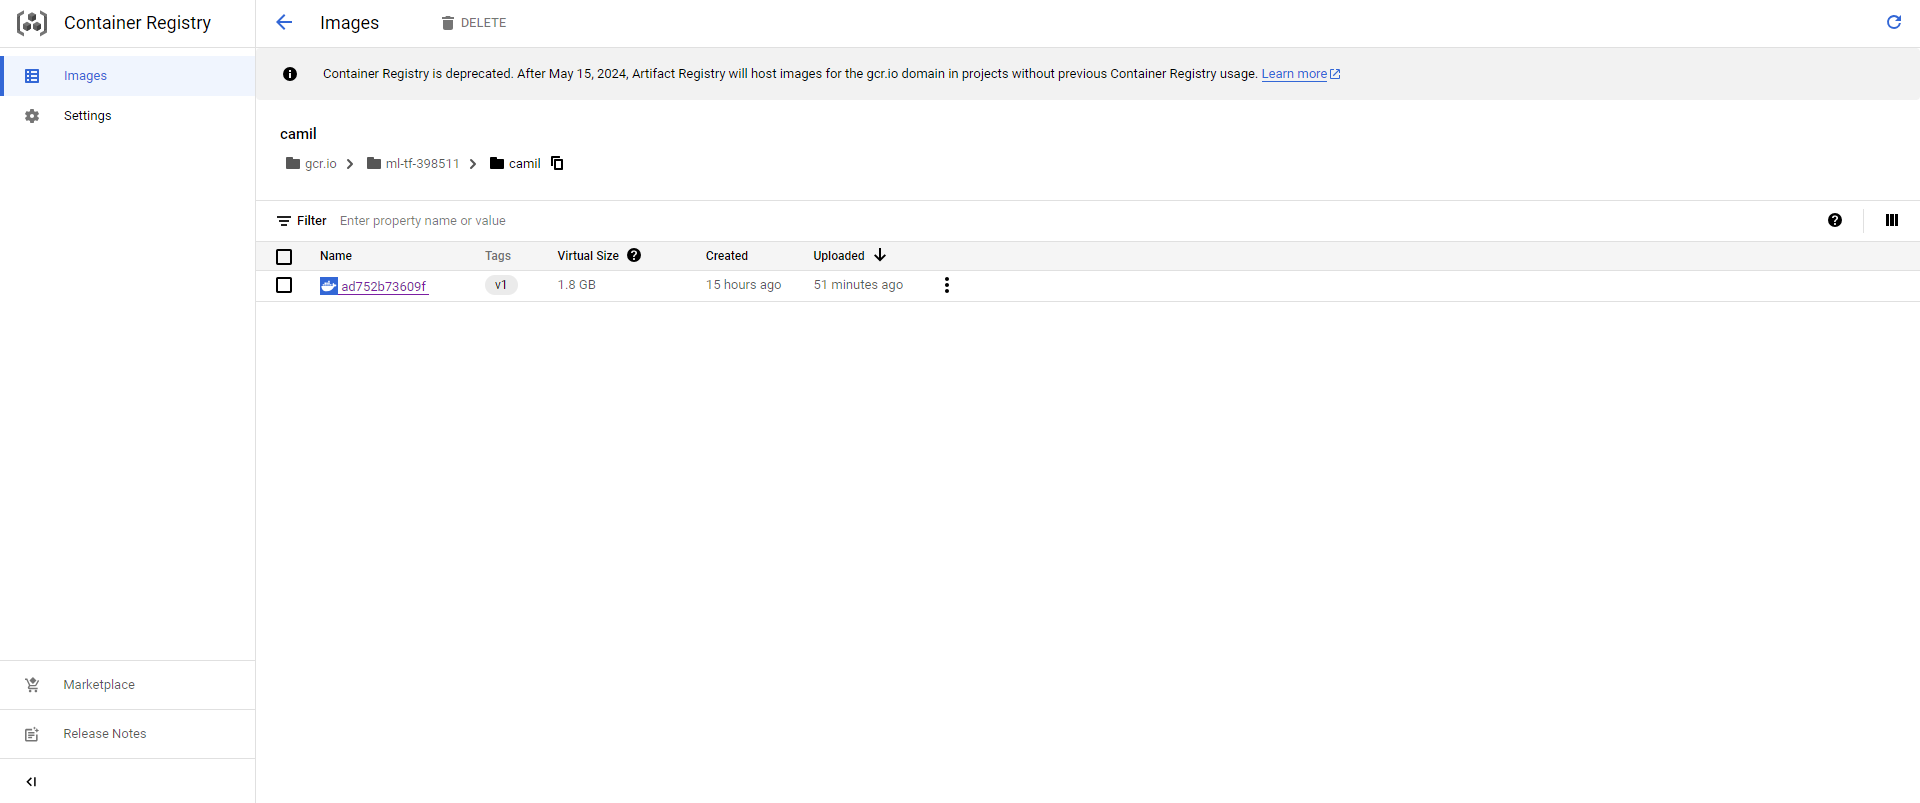 Container Registry
Images
DELETE
Images
Settings
Container Registry is deprecated. After May 15, 2024, Artifact Registry will host images for the gcr.io domain in projects without previous Container Registry usage. Learn more
camil
gcr.io ml-tf-398511 camil
Filter Enter property name or value
Name Tags Virtual Size Created Uploaded
ad752b73609f v1 1.8 GB 15 hours ago 51 minutes ago
Marketplace
Release Notes